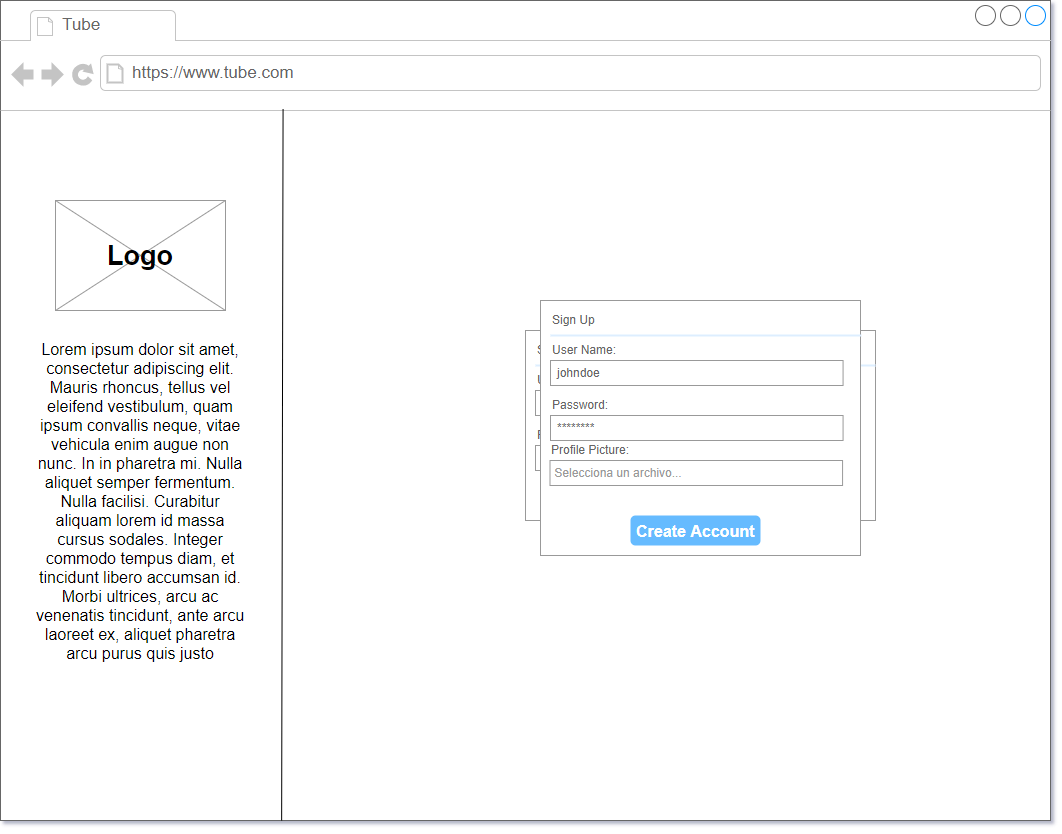 Tube
https://www.tube.com
Logo
Lorem ipsum dolor sit amet,
consectetur adipiscing elit.
Mauris rhoncus, tellus vel
eleifend vestibulum, quam
ipsum convallis neque, vitae
vehicula enim augue non
nunc. In in pharetra mi. Nulla
aliquet semper fermentum.
Nulla facilisi. Curabitur
aliquam lorem id massa
cursus sodales. Integer
commodo tempus diam, et
tincidunt libero accumsan id.
Morbi ultrices, arcu ac
venenatis tincidunt, ante arcu
laoreet ex, aliquet pharetra
arcu purus quis justo
Sign Up
User Name:
johndoe
Password:
********
Profile Picture:
Selecciona un archivo...
Create Account